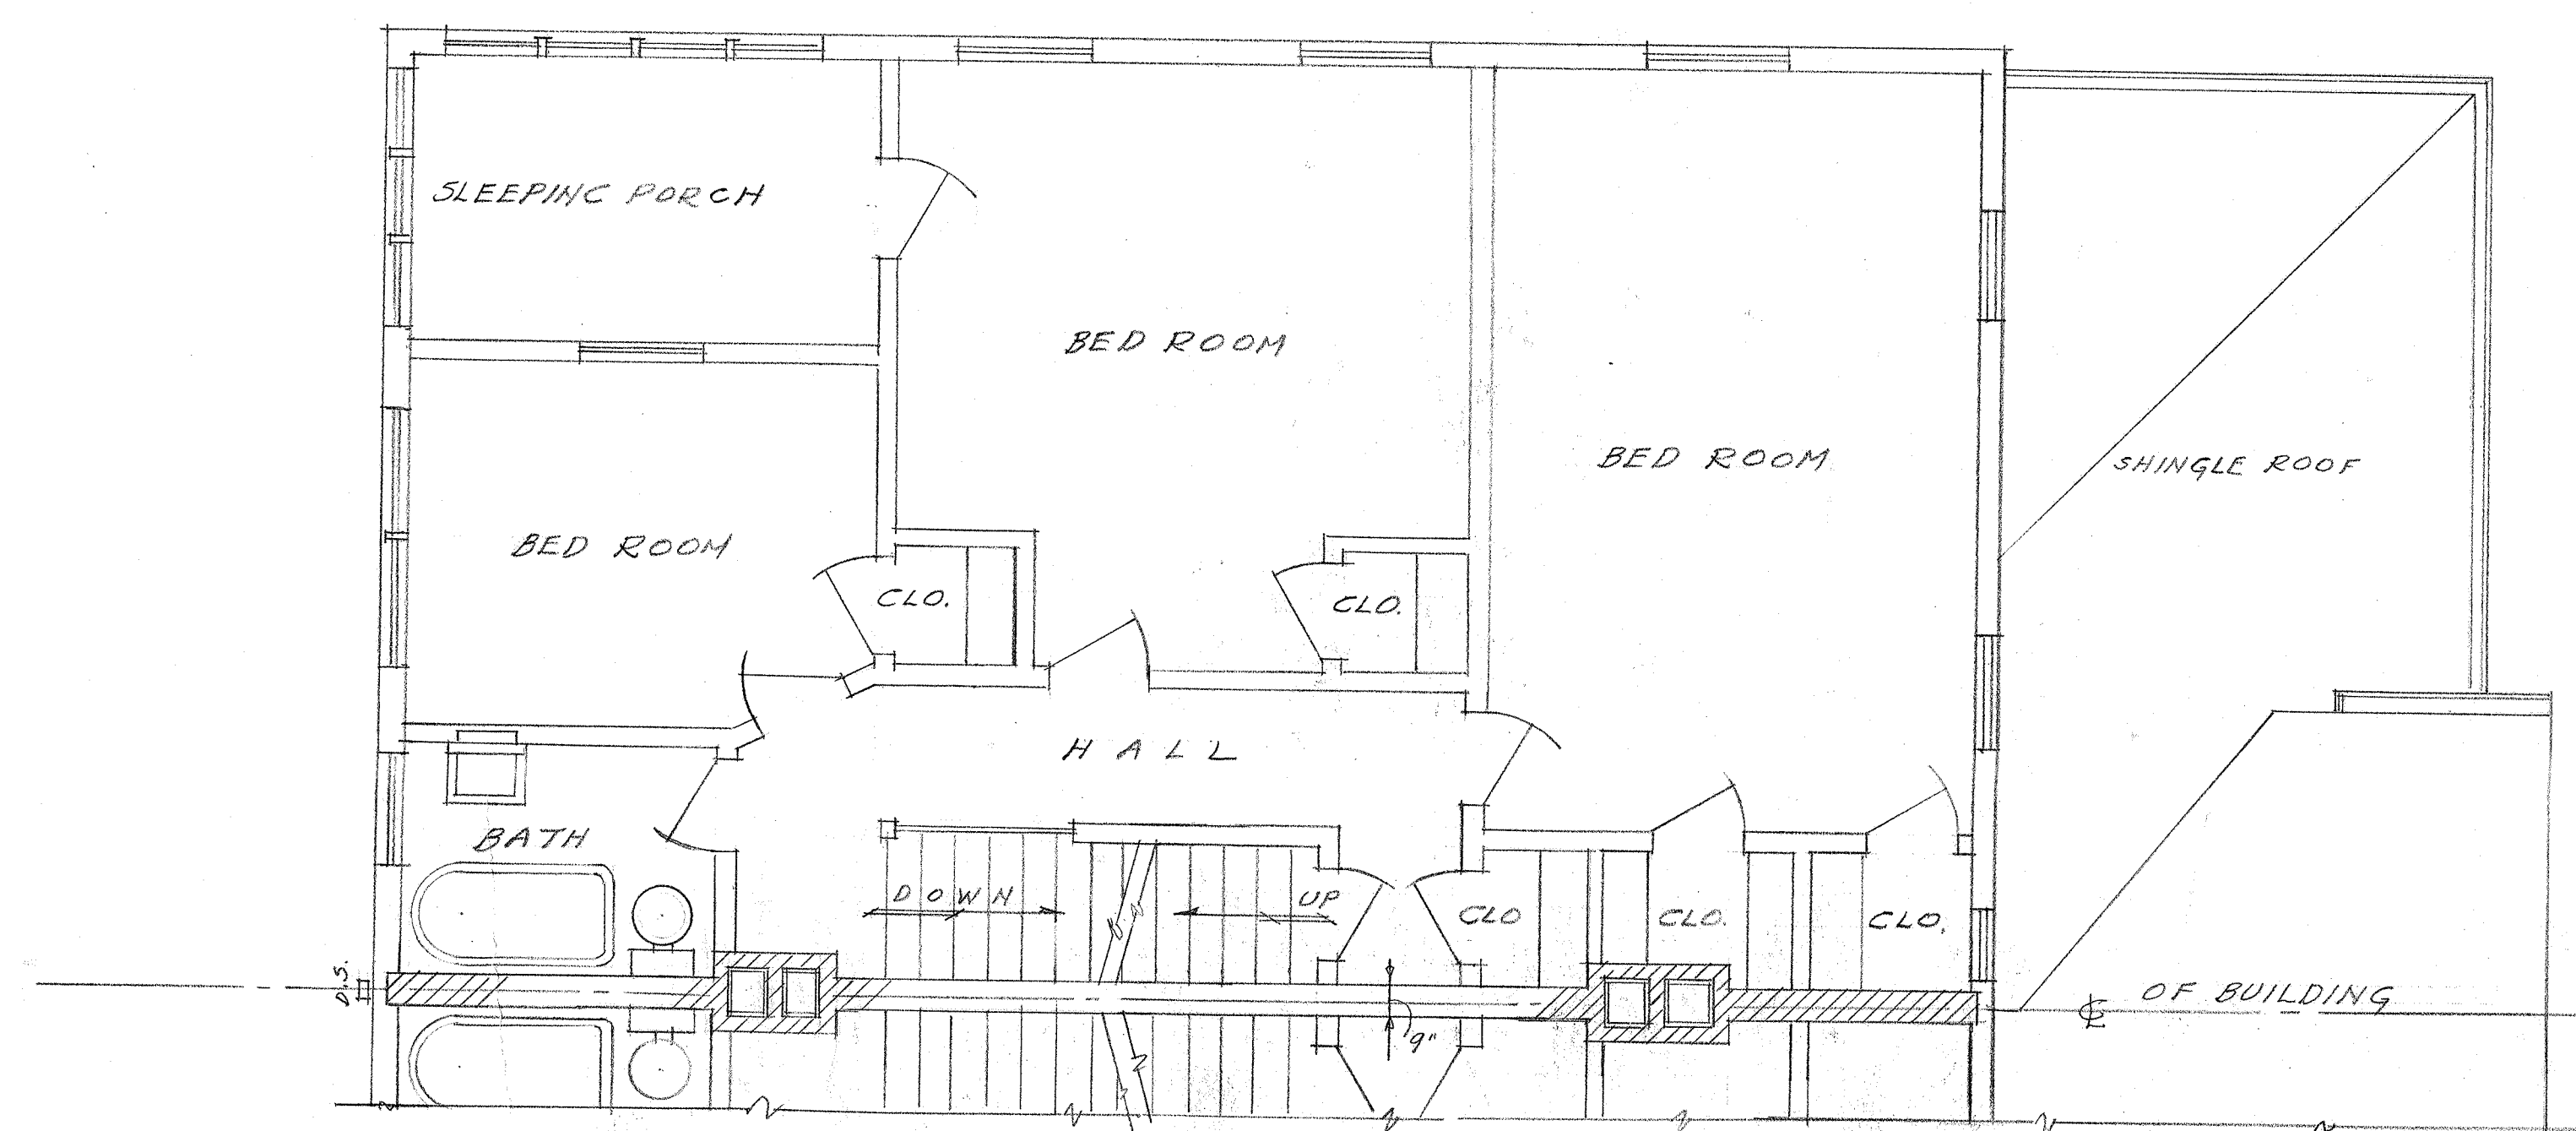 SLEEPING PORCH
BED ROOM
BED ROOM
SHINGLE ROOF
BED ROOM
CLO.
CLO.
HALL
BATH
DOWN
UP
CLO
CLO.
CLO.
D.S.
9"
℄ OF BUILDING